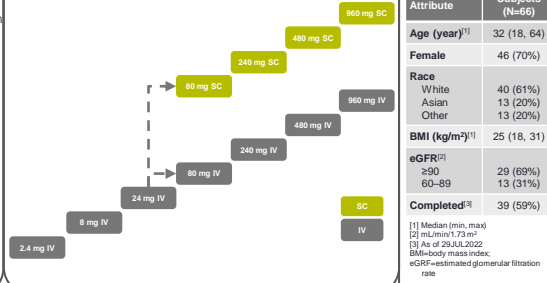 960 mg SC
480 mg SC
240 mg SC
80 mg SC
960 mg IV
480 mg IV
240 mg IV
80 mg IV
24 mg IV
8 mg IV
2.4 mg IV
SC
IV
Attribute
Subjects
(N=66)
Age (year)[1] 32 (18, 64)
Female 46 (70%)
Race
White 40 (61%)
Asian 13 (20%)
Other 13 (20%)
BMI (kg/m²)[1] 25 (18, 31)
eGFR[2]
≥90 29 (69%)
60–89 13 (31%)
Completed[3] 39 (59%)
[1] Median (min, max)
[2] mL/min/1.73 m²
[3] As of 29JUL2022
BMI=body mass index;
eGRF=estimated glomerular filtration
rate